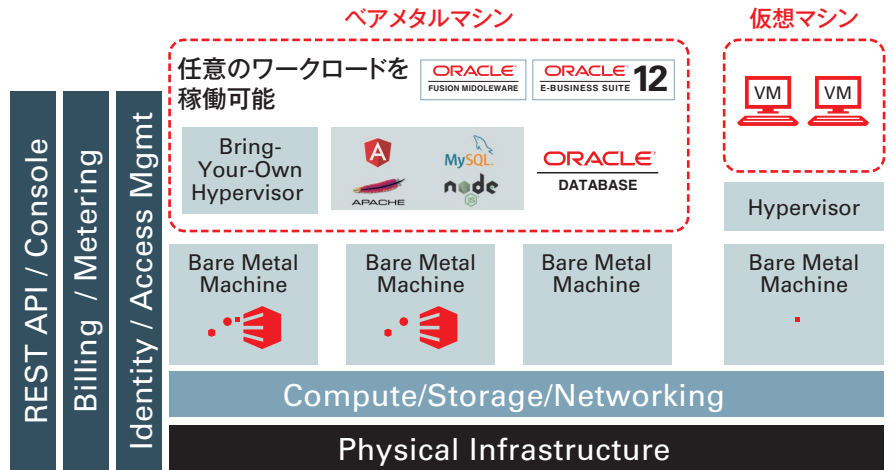 ベアメタルマシン
仮想マシン
任意のワークロードを
稼働可能
ORACLE
FUSION MIDDLEWARE
ORACLE
E-BUSINESS SUITE 12
VM
VM
Bring-
Your-Own
Hypervisor
A
MySQL
APACHE
node
JS
ORACLE
DATABASE
Hypervisor
REST API / Console
Billing / Metering
Identity / Access Mgmt
Bare Metal
Machine
Bare Metal
Machine
Bare Metal
Machine
Bare Metal
Machine
Compute/Storage/Networking
Physical Infrastructure